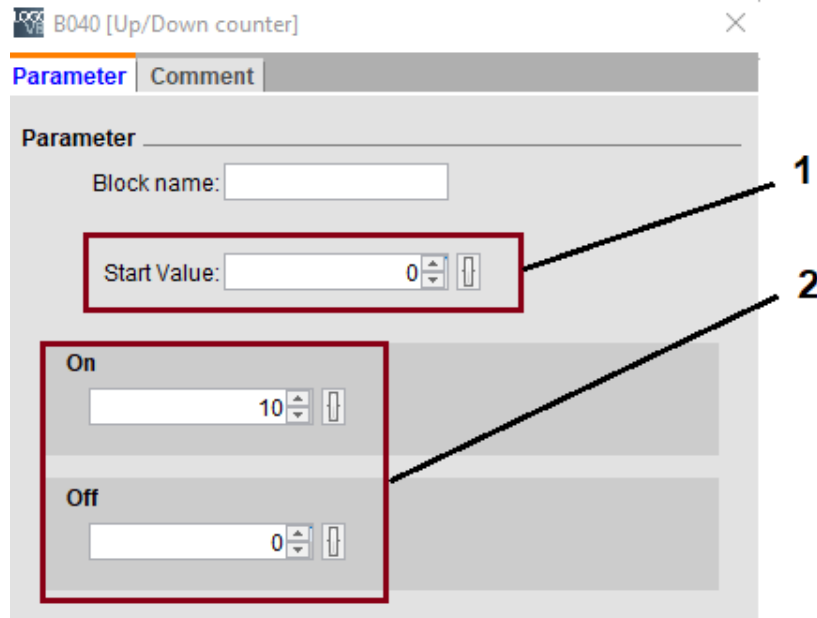 B040 [Up/Down counter]
Parameter Comment
Parameter
Block name:
1
Start Value: 0
2
On
10
Off
0